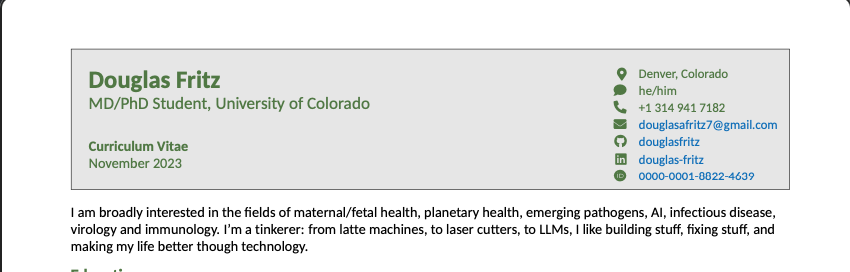 Douglas Fritz
MD/PhD Student, University of Colorado
Curriculum Vitae
November 2023
Denver, Colorado
he/him
+1 314 941 7182
douglasafritz7@gmail.com
douglasfritz
douglas-fritz
iD 0000-0001-8822-4639
I am broadly interested in the fields of maternal/fetal health, planetary health, emerging pathogens, AI, infectious disease,
virology and immunology. I'm a tinkerer: from latte machines, to laser cutters, to LLMs, I like building stuff, fixing stuff, and
making my life better though technology.